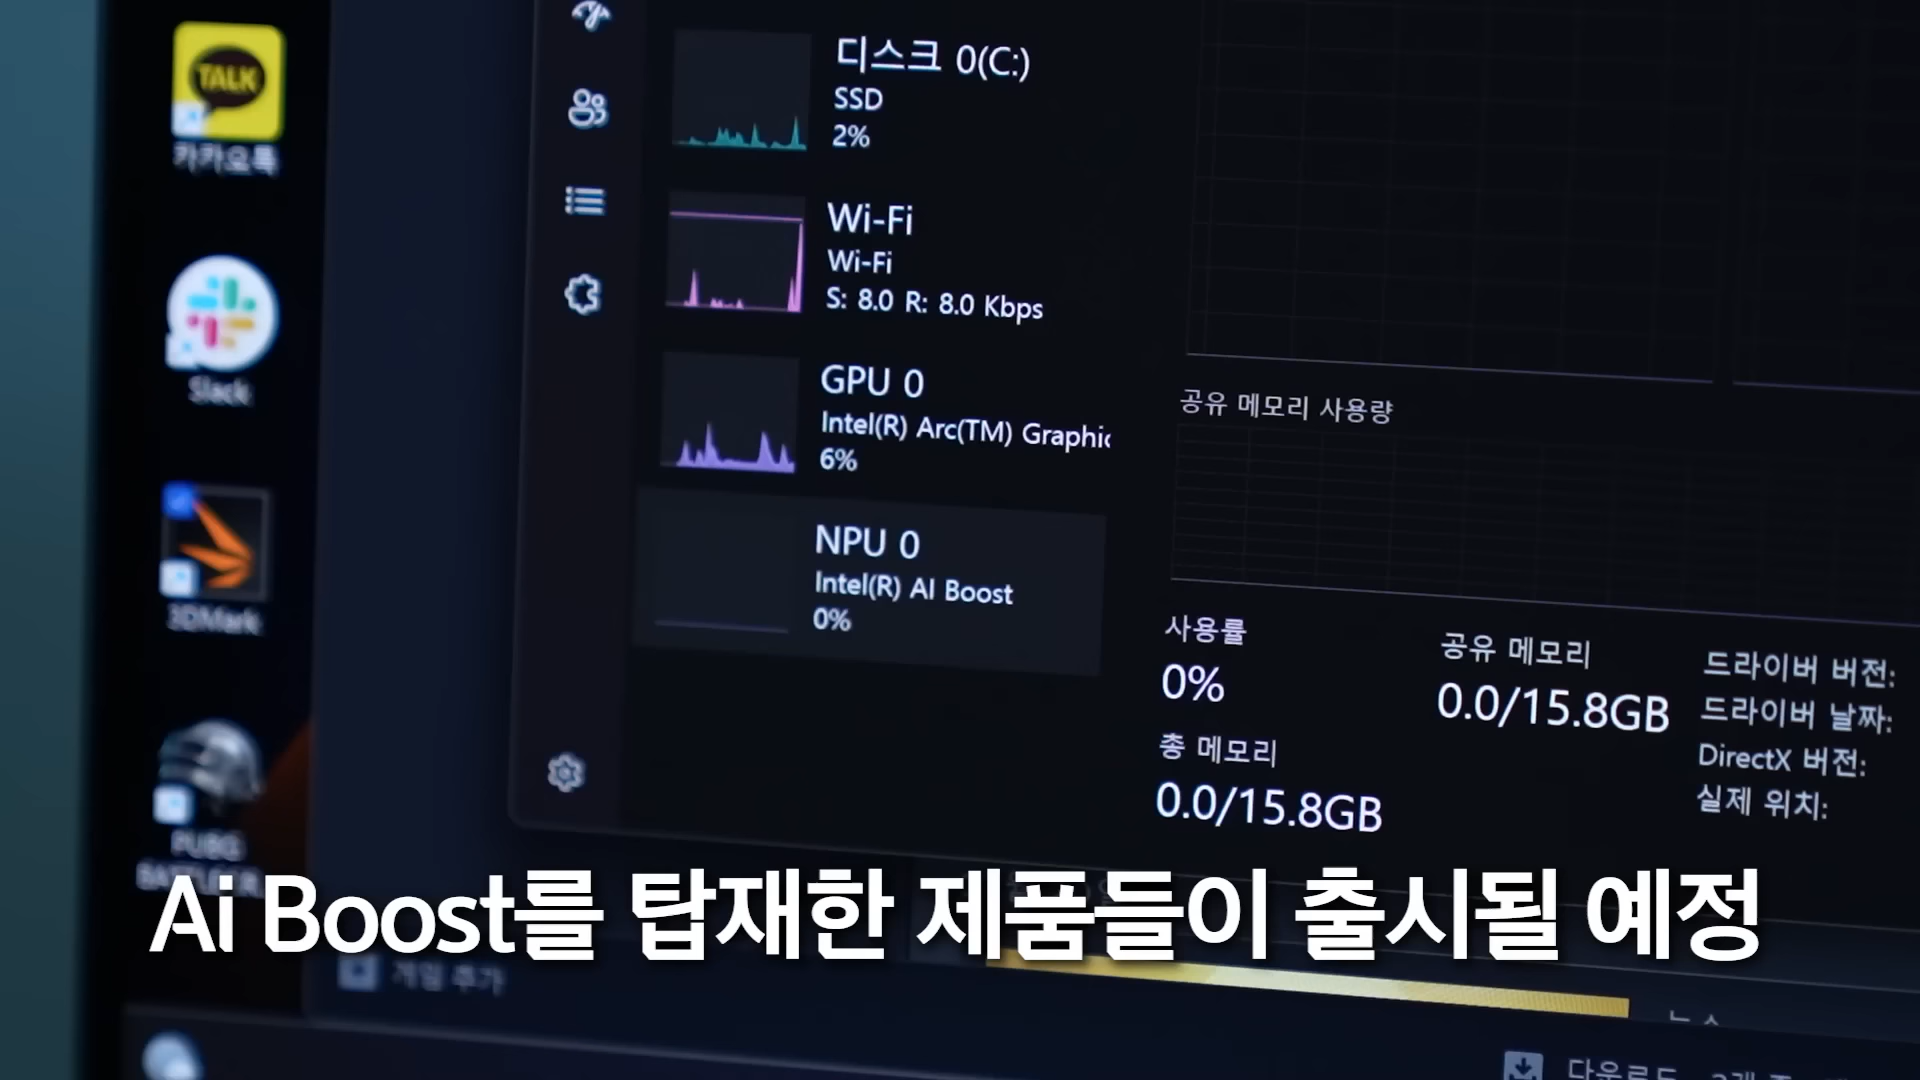 TALK
카카오톡
Slack
3DMark
PUBG
디스크 0(C:)
SSD
2%
Wi-Fi
Wi-Fi
S: 8.0 R: 8.0 Kbps
GPU 0
Intel(R) Arc(TM) Graphic
6%
NPU 0
Intel(R) AI Boost
0%
공유 메모리 사용량
사용률
0%
공유 메모리
0.0/15.8GB
총 메모리
0.0/15.8GB
드라이버 버전:
드라이버 날짜:
DirectX 버전:
실제 위치:
Ai Boost를 탑재한 제품들이 출시될 예정
게임 추가